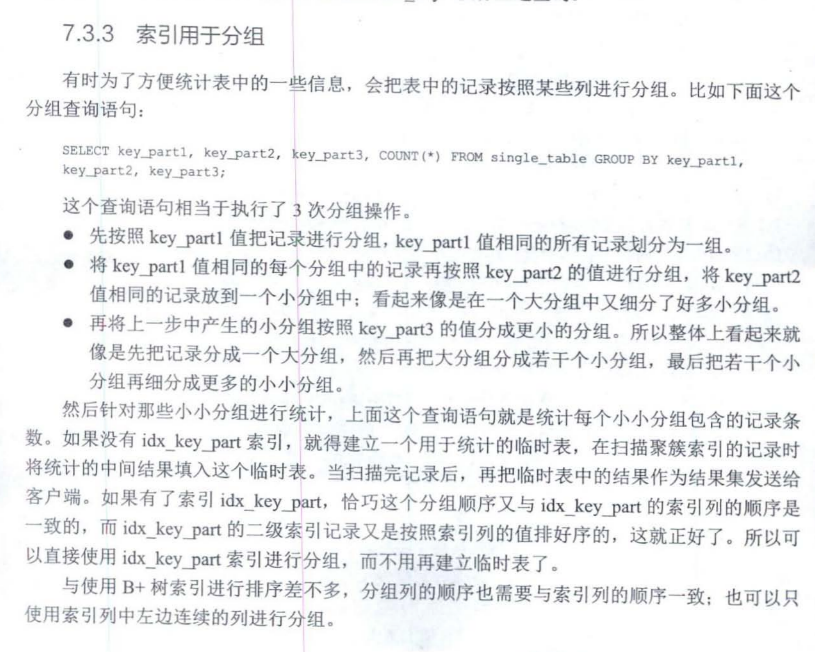 7.3.3 索引用于分组
有时为了方便统计表中的一些信息，会把表中的记录按照某些列进行分组。比如下面这个
分组查询语句：
SELECT key_part1, key_part2, key_part3, COUNT(*) FROM single_table GROUP BY key_part1,
key_part2, key_part3;
这个查询语句相当于执行了 3 次分组操作。
● 先按照 key_part1 值把记录进行分组，key_part1 值相同的所有记录划分为一组。
● 将 key_part1 值相同的每个分组中的记录再按照 key_part2 的值进行分组，将 key_part2
值相同的记录放到一个小分组中；看起来像是在一个大分组中又细分了好多小分组。
● 再将上一步中产生的小分组按照 key_part3 的值分成更小的分组。所以整体上看起来就
像是先把记录分成一个大分组，然后再把大分组分成若干个小分组，最后把若干个小
分组再细分成更多的小小分组。
然后针对那些小小分组进行统计，上面这个查询语句就是统计每个小小分组包含的记录条
数。如果没有 idx_key_part 索引，就得建立一个用于统计的临时表，在扫描聚簇索引的记录时
将统计的中间结果填入这个临时表。当扫描完记录后，再把临时表中的结果作为结果集发送给
客户端。如果有了索引 idx_key_part，恰巧这个分组顺序又与 idx_key_part 的索引列的顺序是
一致的，而 idx_key_part 的二级索引记录又是按照索引列的值排好序的，这就正好了。所以可
以直接使用 idx_key_part 索引进行分组，而不用再建立临时表了。
与使用 B+ 树索引进行排序差不多，分组列的顺序也需要与索引列的顺序一致；也可以只
使用索引列中左边连续的列进行分组。